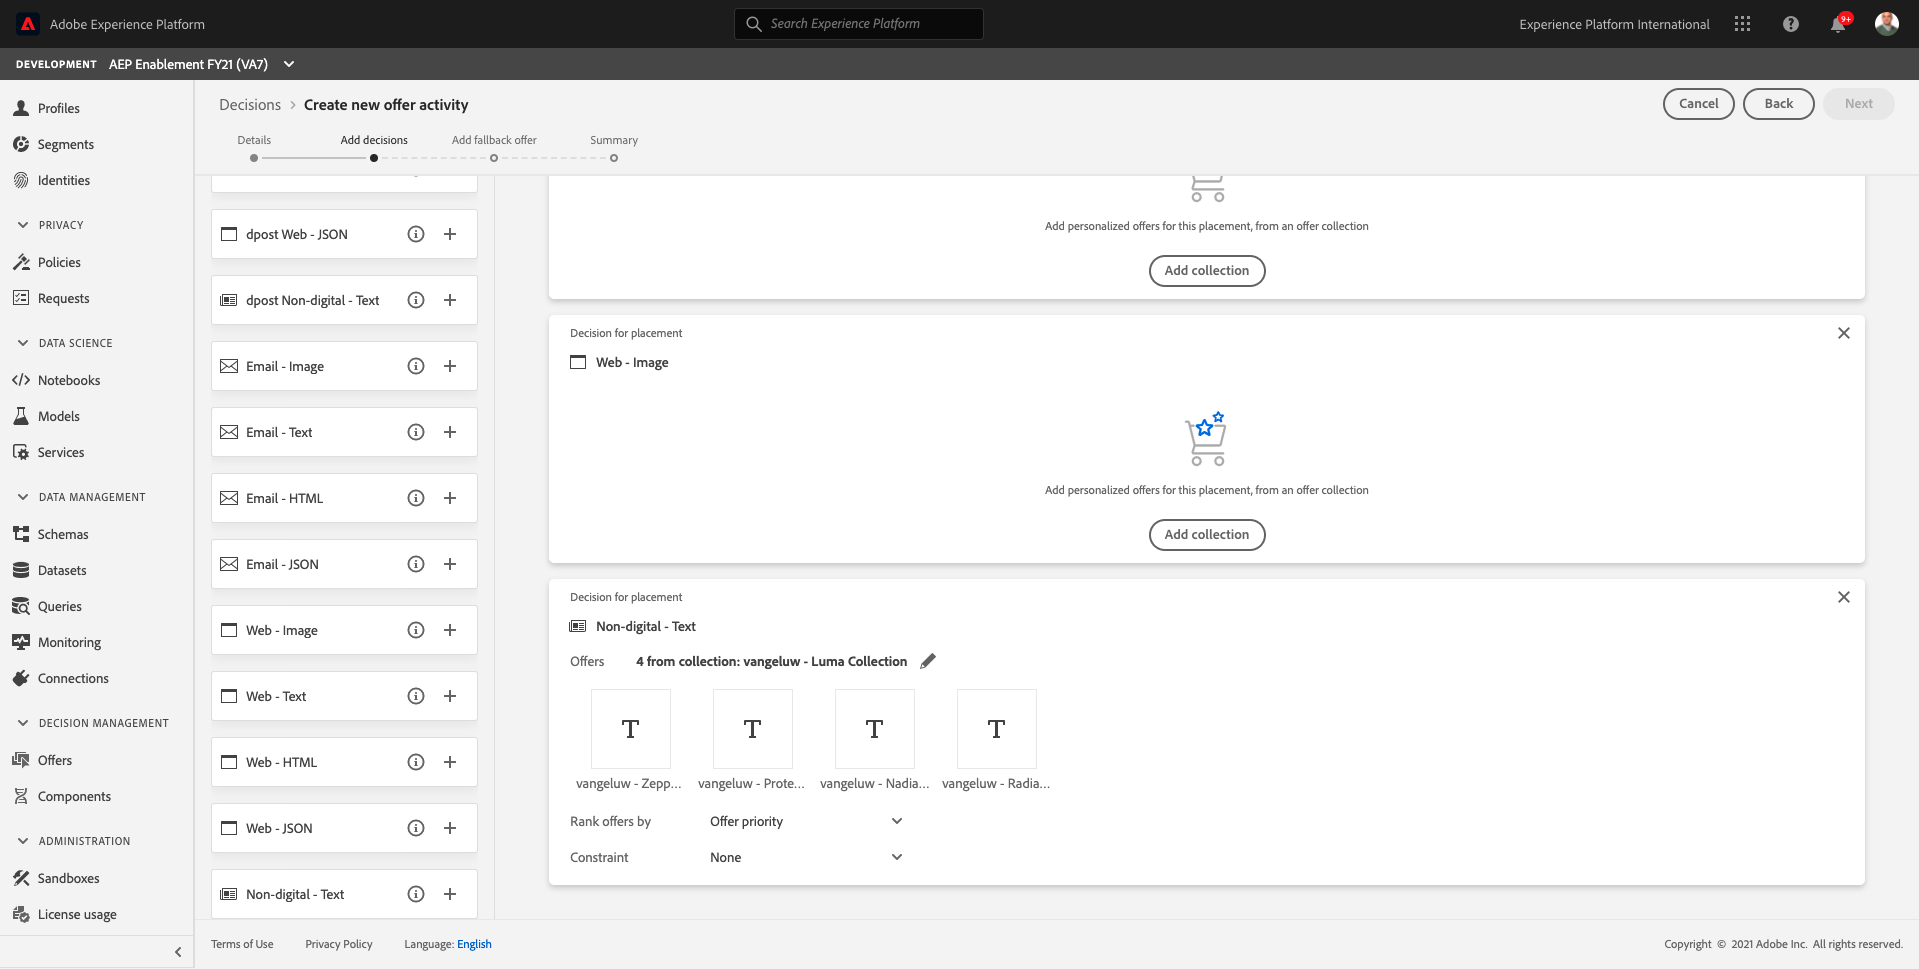 Adobe Experience Platform
Search Experience Platform
Experience Platform International
9+
DEVELOPMENT AEP Enablement FY21 (VA7)
Profiles
Segments
Identities
PRIVACY
Policies
Requests
DATA SCIENCE
Notebooks
Models
Services
DATA MANAGEMENT
Schemas
Datasets
Queries
Monitoring
Connections
DECISION MANAGEMENT
Offers
Components
ADMINISTRATION
Sandboxes
License usage
Decisions > Create new offer activity
Cancel
Back
Next
Details
Add decisions
Add fallback offer
Summary
dpost Web - JSON
dpost Non-digital - Text
Email - Image
Email - Text
Email - HTML
Email - JSON
Web - Image
Web - Text
Web - HTML
Web - JSON
Non-digital - Text
Add personalized offers for this placement, from an offer collection
Add collection
Decision for placement
Web - Image
Add personalized offers for this placement, from an offer collection
Add collection
Decision for placement
Non-digital - Text
Offers 4 from collection: vangeluw - Luma Collection
T T T T
vangeluw - Zepp... vangeluw - Prote... vangeluw - Nadia... vangeluw - Radia...
Rank offers by Offer priority
Constraint None
Terms of Use Privacy Policy Language: English
Copyright © 2021 Adobe Inc. All rights reserved.